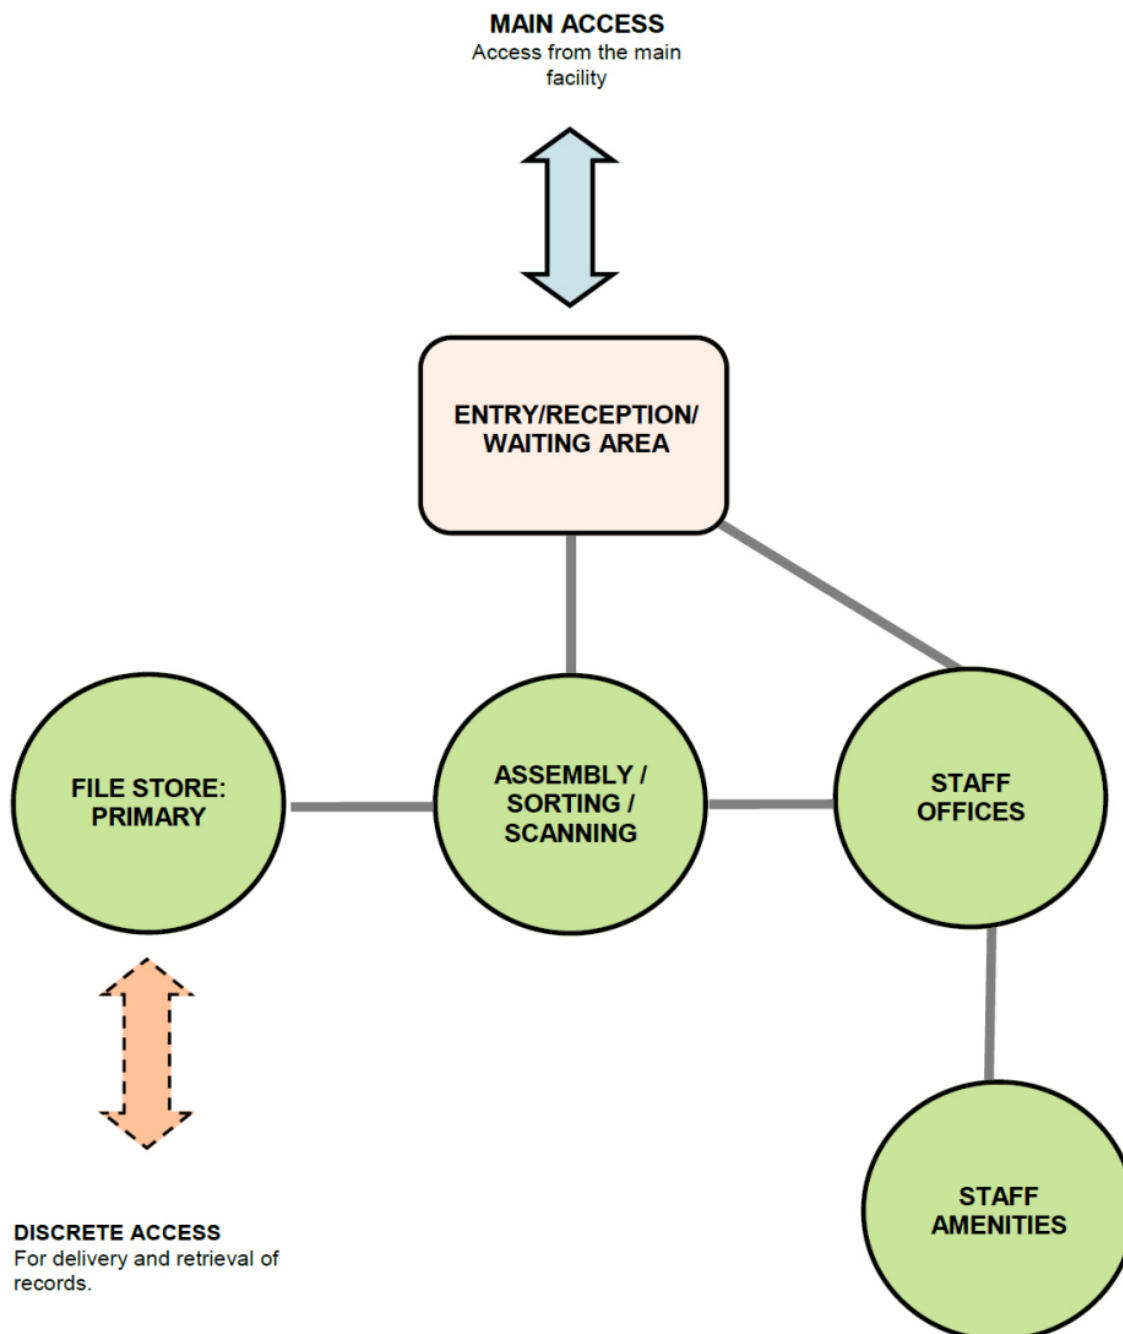 MAIN ACCESS
Access from the main
facility
ENTRY/RECEPTION/
WAITING AREA
FILE STORE:
PRIMARY
ASSEMBLY /
SORTING /
SCANNING
STAFF
OFFICES
STAFF
AMENITIES
DISCRETE ACCESS
For delivery and retrieval of
records.